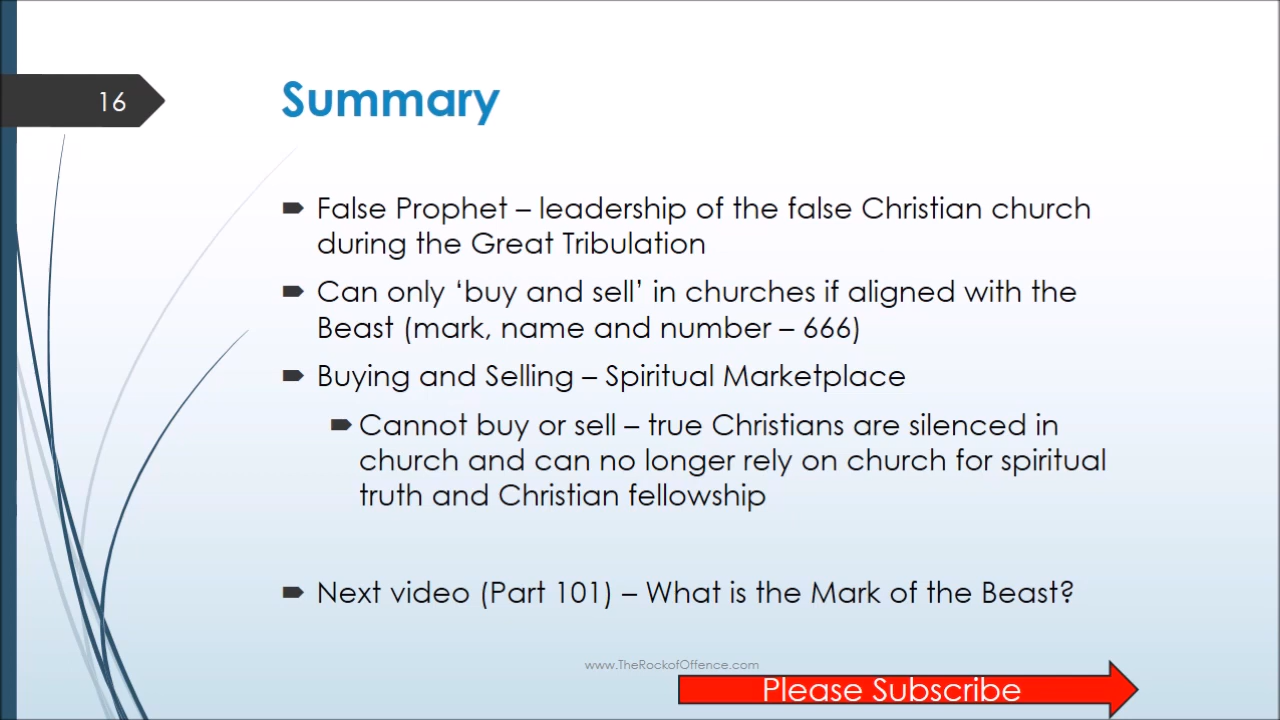 16
Summary
False Prophet – leadership of the false Christian church
during the Great Tribulation
Can only ‘buy and sell’ in churches if aligned with the
Beast (mark, name and number – 666)
Buying and Selling – Spiritual Marketplace
Cannot buy or sell – true Christians are silenced in
church and can no longer rely on church for spiritual
truth and Christian fellowship
Next video (Part 101) – What is the Mark of the Beast?
www.TheRockofOffence.com
Please Subscribe